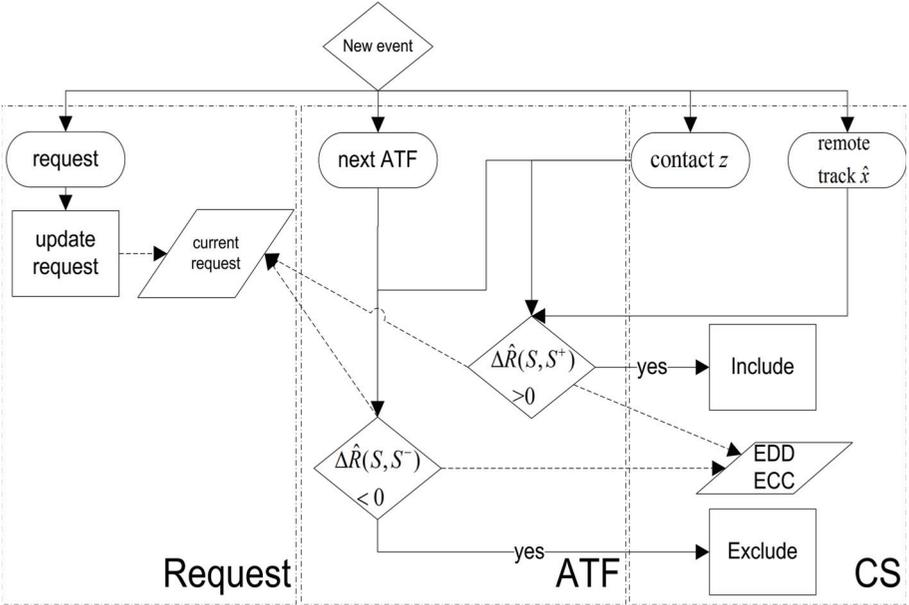 New event
request
next ATF
contact z
remote
track x̂
update
request
current
request
ΔR̂(S,S⁺)
>0
yes
Include
ΔR̂(S,S⁻)
< 0
EDD
ECC
yes
Exclude
Request
ATF
CS